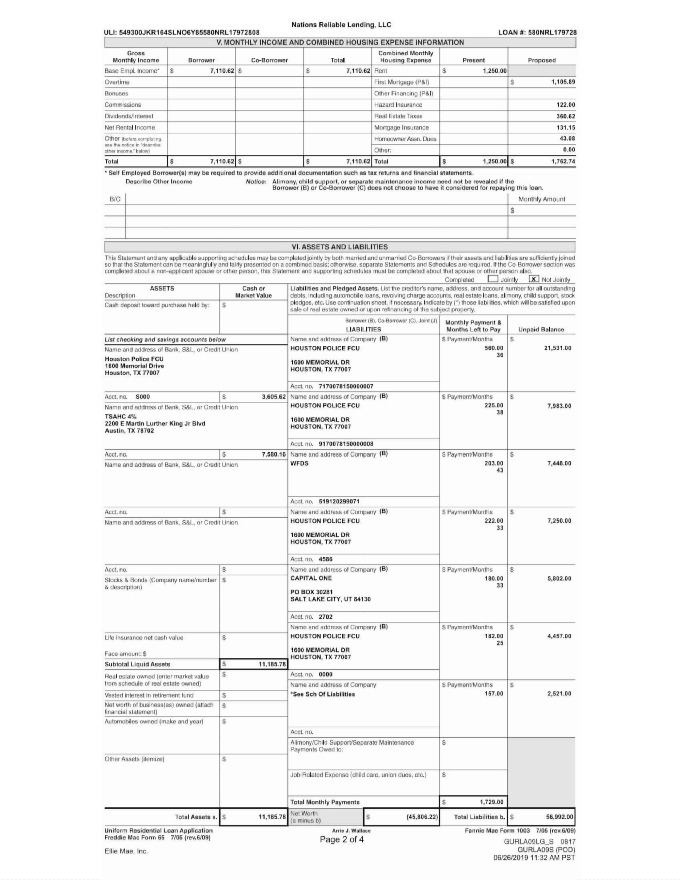 Nations Reliable Lending, LLC
ULI: 549300JKR164SLNO6Y85580NRL17972808 LOAN #: 580NRL179728
V. MONTHLY INCOME AND COMBINED HOUSING EXPENSE INFORMATION
Gross Monthly Income Borrower Co-Borrower Total Combined Monthly Housing Expense Present Proposed
Base Empl. Income* $ 7,110.62 $ $ 7,110.62 Rent $ 1,250.00
Overtime First Mortgage (P&I) $ 1,105.89
Bonuses Other Financing (P&I)
Commissions Hazard Insurance 122.00
Dividends/Interest Real Estate Taxes 360.62
Net Rental Income Mortgage Insurance 131.15
Other (before completing, Homeowner Assn. Dues 43.08
see the notice in "describe
other income," below) Other: 0.00
Total $ 7,110.62 $ $ 7,110.62 Total $ 1,250.00 $ 1,762.74
* Self Employed Borrower(s) may be required to provide additional documentation such as tax returns and financial statements.
Describe Other Income Notice: Alimony, child support, or separate maintenance income need not be revealed if the
Borrower (B) or Co-Borrower (C) does not choose to have it considered for repaying this loan.
B/C Monthly Amount
$
VI. ASSETS AND LIABILITIES
This Statement and any applicable supporting schedules may be completed jointly by both married and unmarried Co-Borrowers if their assets and liabilities are sufficiently joined
so that the Statement can be meaningfully and fairly presented on a combined basis; otherwise, separate Statements and Schedules are required. If the Co-Borrower section was
completed about a non-applicant spouse or other person, this Statement and supporting schedules must be completed about that spouse or other person also.
Completed Jointly X Not Jointly
ASSETS Cash or Market Value
Description
Cash deposit toward purchase held by: $
Liabilities and Pledged Assets. List the creditor's name, address, and account number for all outstanding
debts, including automobile loans, revolving charge accounts, real estate loans, alimony, child support, stock
pledges, etc. Use continuation sheet, if necessary. Indicate by (*) those liabilities, which will be satisfied upon
sale of real estate owned or upon refinancing of the subject property.
Borrower (B), Co-Borrower (C), Joint (J)
LIABILITIES Monthly Payment & Months Left to Pay Unpaid Balance
List checking and savings accounts below
Name and address of Bank, S&L, or Credit Union
Houston Police FCU
1600 Memorial Drive
Houston, TX 77007
Name and address of Company (B) $ Payment/Months $
HOUSTON POLICE FCU 560.00 21,531.00
36
1600 MEMORIAL DR
HOUSTON, TX 77007
Acct. no. 7170078150000007
Acct. no. S000 $ 3,605.62
Name and address of Bank, S&L, or Credit Union
TSAHC 4%
2200 E Martin Luther King Jr Blvd
Austin, TX 78702
Name and address of Company (B) $ Payment/Months $
HOUSTON POLICE FCU 225.00 7,983.00
38
1600 MEMORIAL DR
HOUSTON, TX 77007
Acct. no. 9170078150000008
Acct. no. $ 7,580.16
Name and address of Bank, S&L, or Credit Union
Name and address of Company (B) $ Payment/Months $
WFDS 203.00 7,448.00
43
Acct. no. 519120299071
Acct. no. $
Name and address of Bank, S&L, or Credit Union
Name and address of Company (B) $ Payment/Months $
HOUSTON POLICE FCU 222.00 7,250.00
33
1600 MEMORIAL DR
HOUSTON, TX 77007
Acct. no. 4586
Acct. no. $
Stocks & Bonds (Company name/number $
& description)
Name and address of Company (B) $ Payment/Months $
CAPITAL ONE 180.00 5,802.00
33
PO BOX 30281
SALT LAKE CITY, UT 84130
Acct. no. 2702
Life insurance net cash value $
Face amount: $
Subtotal Liquid Assets $ 11,185.78
Name and address of Company (B) $ Payment/Months $
HOUSTON POLICE FCU 182.00 4,457.00
25
1600 MEMORIAL DR
HOUSTON, TX 77007
Acct. no. 0000
Real estate owned (enter market value $
from schedule of real estate owned)
Vested interest in retirement fund $
Net worth of business(es) owned (attach $
financial statement)
Automobiles owned (make and year) $
Name and address of Company $ Payment/Months $
*See Sch Of Liabilities 157.00 2,521.00
Acct. no.
Alimony/Child Support/Separate Maintenance $
Payments Owed to:
Other Assets (itemize) $
Job-Related Expense (child care, union dues, etc.) $
Total Monthly Payments $ 1,729.00
Total Assets a. $ 11,185.78 Net Worth (a minus b) $ (45,806.22) Total Liabilities b. $ 56,992.00
Uniform Residential Loan Application Arric J. Wallace Fannie Mae Form 1003 7/05 (rev.6/09)
Freddie Mac Form 65 7/05 (rev.6/09) Page 2 of 4
GURLA09LG_S 0817
Ellie Mae, Inc. GURLA09S (POD)
06/26/2019 11:32 AM PST